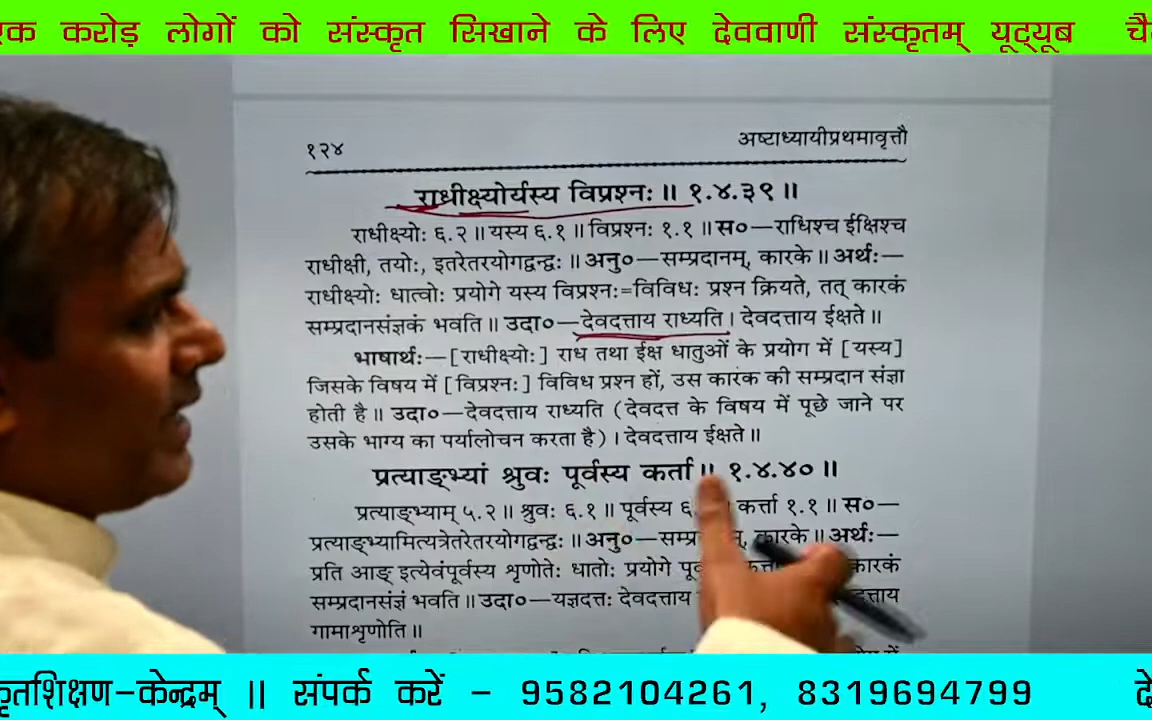 एक करोड़ लोगों को संस्कृत सिखाने के लिए देववाणी संस्कृतम् यूट्यूब
१२४ अष्टाध्यायीप्रथमावृत्तौ
राधीक्ष्योर्यस्य विप्रश्नः॥ १.४.३९॥
राधीक्ष्योः ६.२॥ यस्य ६.१॥ विप्रश्नः १.१॥ स०—राधिश्च ईक्षिश्च
राधीक्षी, तयोः, इतरेतरयोगद्वन्द्वः॥ अनु०—सम्प्रदानम्, कारके॥ अर्थः—
राधीक्ष्योः धात्वोः प्रयोगे यस्य विप्रश्नः=विविधः प्रश्न क्रियते, तत् कारकं
सम्प्रदानसंज्ञकं भवति॥ उदा०—देवदत्ताय राध्यति। देवदत्ताय ईक्षते॥
भाषार्थः—[राधीक्ष्योः] राध तथा ईक्ष धातुओं के प्रयोग में [यस्य]
जिसके विषय में [विप्रश्नः] विविध प्रश्न हों, उस कारक की सम्प्रदान संज्ञा
होती है॥ उदा०—देवदत्ताय राध्यति (देवदत्त के विषय में पूछे जाने पर
उसके भाग्य का पर्यालोचन करता है)। देवदत्ताय ईक्षते॥
प्रत्याङ्भ्यां श्रुवः पूर्वस्य कर्ता॥ १.४.४०॥
प्रत्याङ्भ्याम् ५.२॥ श्रुवः ६.१॥ पूर्वस्य कर्त्ता १.१॥ स०—
प्रत्याङ्भ्यामित्यत्रेतरेतरयोगद्वन्द्वः॥ अनु०—कारके॥ अर्थः—
प्रति आङ् इत्येवंपूर्वस्य शृणोतेः धातोः प्रयोगे कारकं
सम्प्रदानसंज्ञं भवति॥ उदा०—यज्ञदत्तः देवदत्ताय
गामाशृणोति॥
कृतशिक्षण-केन्द्रम् || संपर्क करें - 9582104261, 8319694799